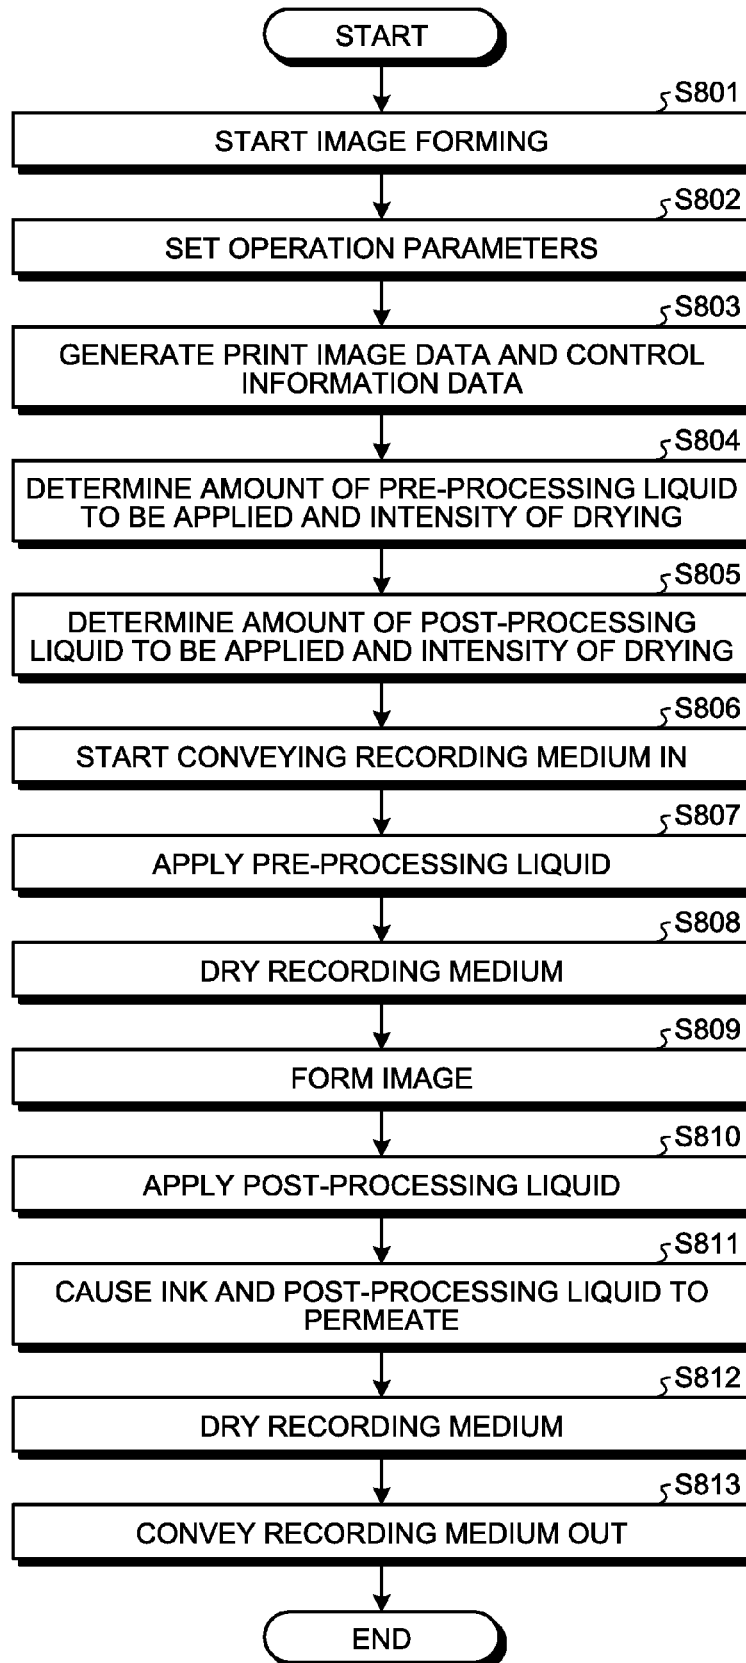 START
S801
START IMAGE FORMING
S802
SET OPERATION PARAMETERS
S803
GENERATE PRINT IMAGE DATA AND CONTROL
INFORMATION DATA
S804
DETERMINE AMOUNT OF PRE-PROCESSING LIQUID
TO BE APPLIED AND INTENSITY OF DRYING
S805
DETERMINE AMOUNT OF POST-PROCESSING
LIQUID TO BE APPLIED AND INTENSITY OF DRYING
S806
START CONVEYING RECORDING MEDIUM IN
S807
APPLY PRE-PROCESSING LIQUID
S808
DRY RECORDING MEDIUM
S809
FORM IMAGE
S810
APPLY POST-PROCESSING LIQUID
S811
CAUSE INK AND POST-PROCESSING LIQUID TO
PERMEATE
S812
DRY RECORDING MEDIUM
S813
CONVEY RECORDING MEDIUM OUT
END